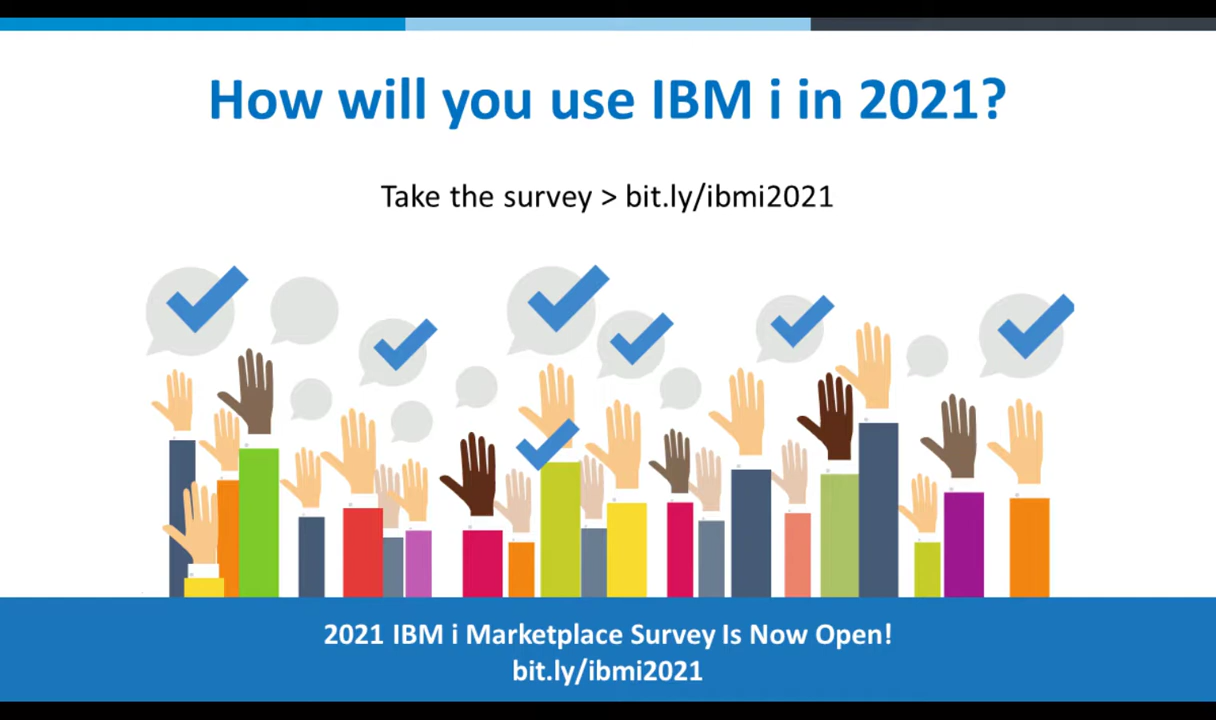 How will you use IBM i in 2021?
Take the survey > bit.ly/ibmi2021
2021 IBM i Marketplace Survey Is Now Open!
bit.ly/ibmi2021